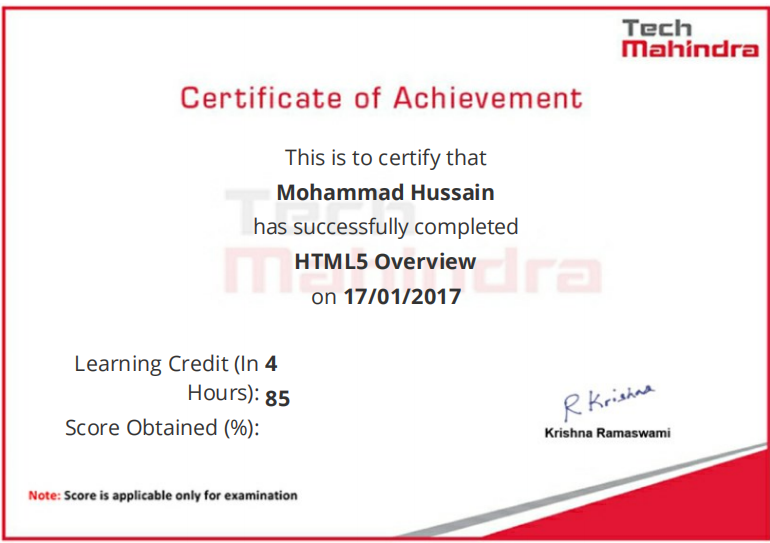 Tech
Mahindra
Certificate of Achievement
This is to certify that
Mohammad Hussain
has successfully completed
HTML5 Overview
on 17/01/2017
Tech
Mahindra
Learning Credit (In 4
Hours): 85
Score Obtained (%):
R Krishna
Krishna Ramaswami
Note: Score is applicable only for examination